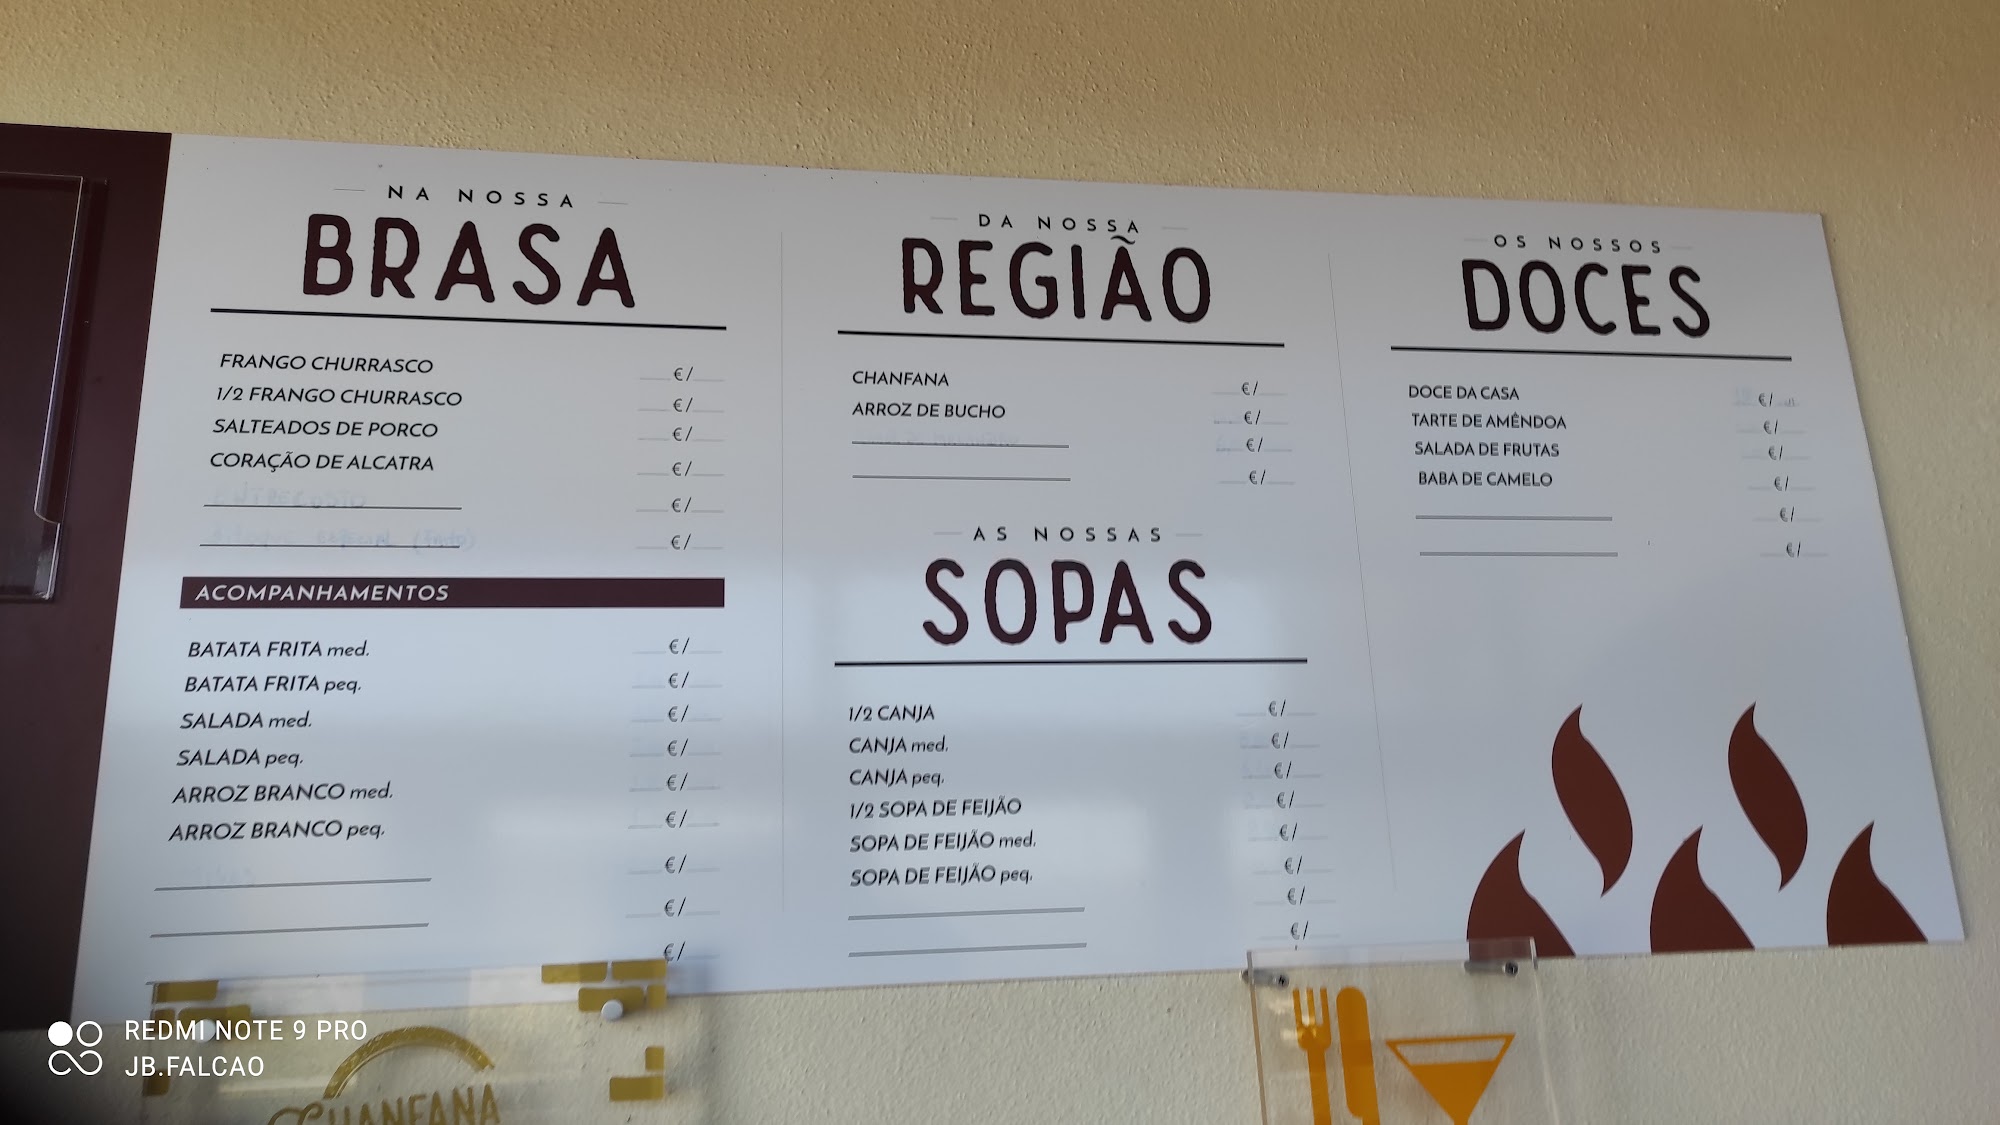 NA NOSSA
BRASA
FRANGO CHURRASCO €/
1/2 FRANGO CHURRASCO €/
SALTEADOS DE PORCO €/
CORAÇÃO DE ALCATRA €/
ENTRECOSTO €/
€/
ACOMPANHAMENTOS
BATATA FRITA med. €/
BATATA FRITA peq. €/
SALADA med. €/
SALADA peq. €/
ARROZ BRANCO med. €/
ARROZ BRANCO peq. €/
€/
€/
€/
DA NOSSA
REGIÃO
CHANFANA €/
ARROZ DE BUCHO €/
€/
€/
AS NOSSAS
SOPAS
1/2 CANJA €/
CANJA med. €/
CANJA peq. €/
1/2 SOPA DE FEIJÃO €/
SOPA DE FEIJÃO med. €/
SOPA DE FEIJÃO peq. €/
€/
€/
OS NOSSOS
DOCES
DOCE DA CASA €/
TARTE DE AMÊNDOA €/
SALADA DE FRUTAS €/
BABA DE CAMELO €/
€/
€/
CHANFANA
REDMI NOTE 9 PRO
JB.FALCAO